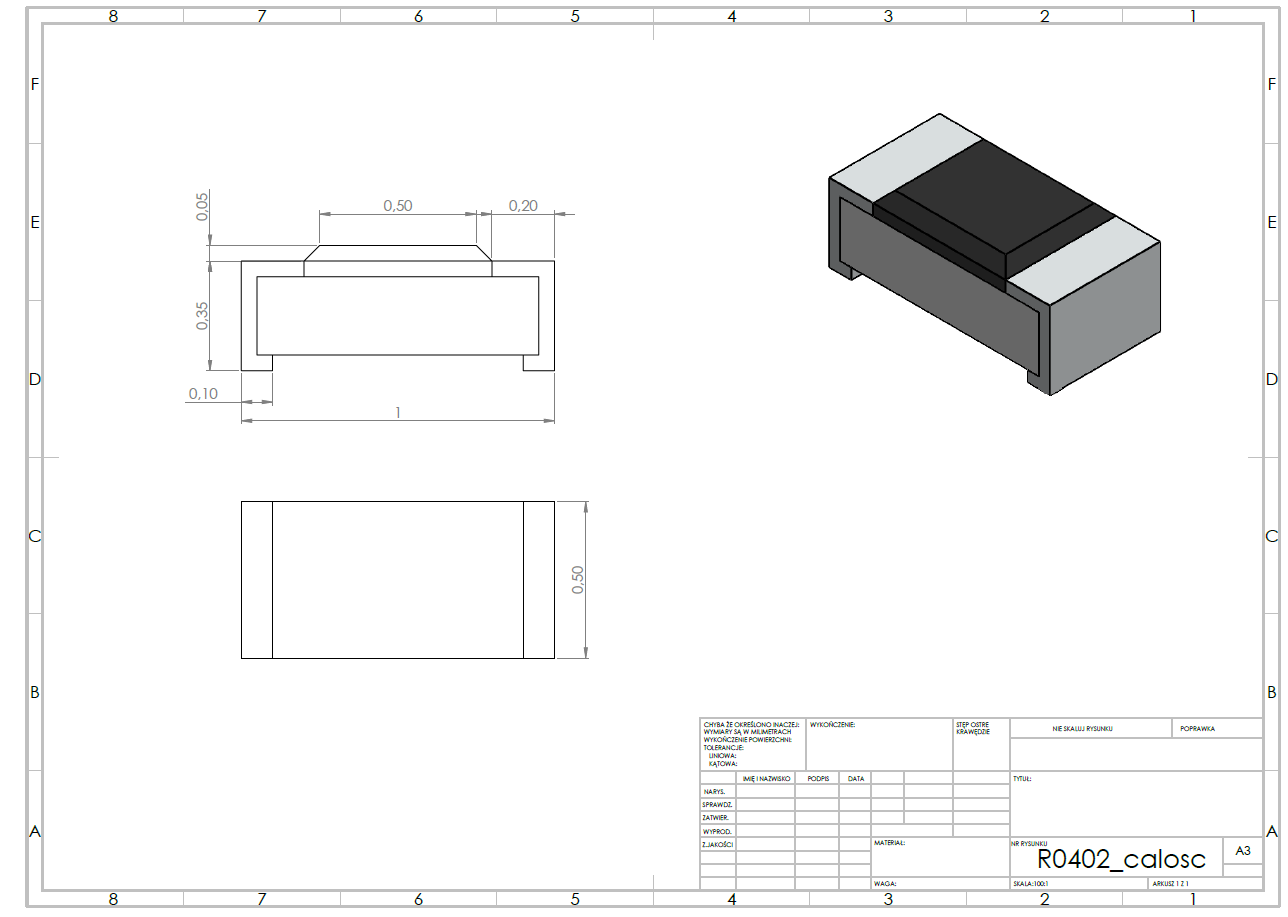 8 7 6 5 4 3 2 1
F F
E E
D D
C C
B B
A A
0,05
0,50
0,20
0,35
0,10
1
0,50
CHYBA ŻE OKREŚLONO INACZEJ:
WYMIARY SĄ W MILIMETRACH
WYKOŃCZENIE POWIERZCHNI:
TOLERANCJE:
LINIOWA:
KĄTOWA:
WYKOŃCZENIE:
STĘP OSTRE
KRAWĘDZIE
NIE SKALUJ RYSUNKU
POPRAWKA
IMIĘ I NAZWISKO PODPIS DATA
NARYS.
SPRAWDZ.
ZATWIER.
WYPROD.
Z.JAKOŚCI
TYTUŁ:
MATERIAŁ:
NR RYSUNKU
R0402_calosc
A3
WAGA:
SKALA:100:1
ARKUSZ 1 Z 1
8 7 6 5 4 3 2 1